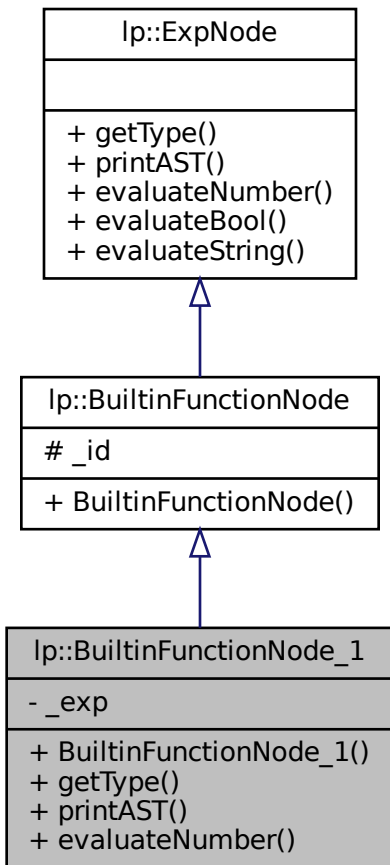 lp::ExpNode
+ getType()
+ printAST()
+ evaluateNumber()
+ evaluateBool()
+ evaluateString()
lp::BuiltinFunctionNode
# _id
+ BuiltinFunctionNode()
lp::BuiltinFunctionNode_1
- _exp
+ BuiltinFunctionNode_1()
+ getType()
+ printAST()
+ evaluateNumber()